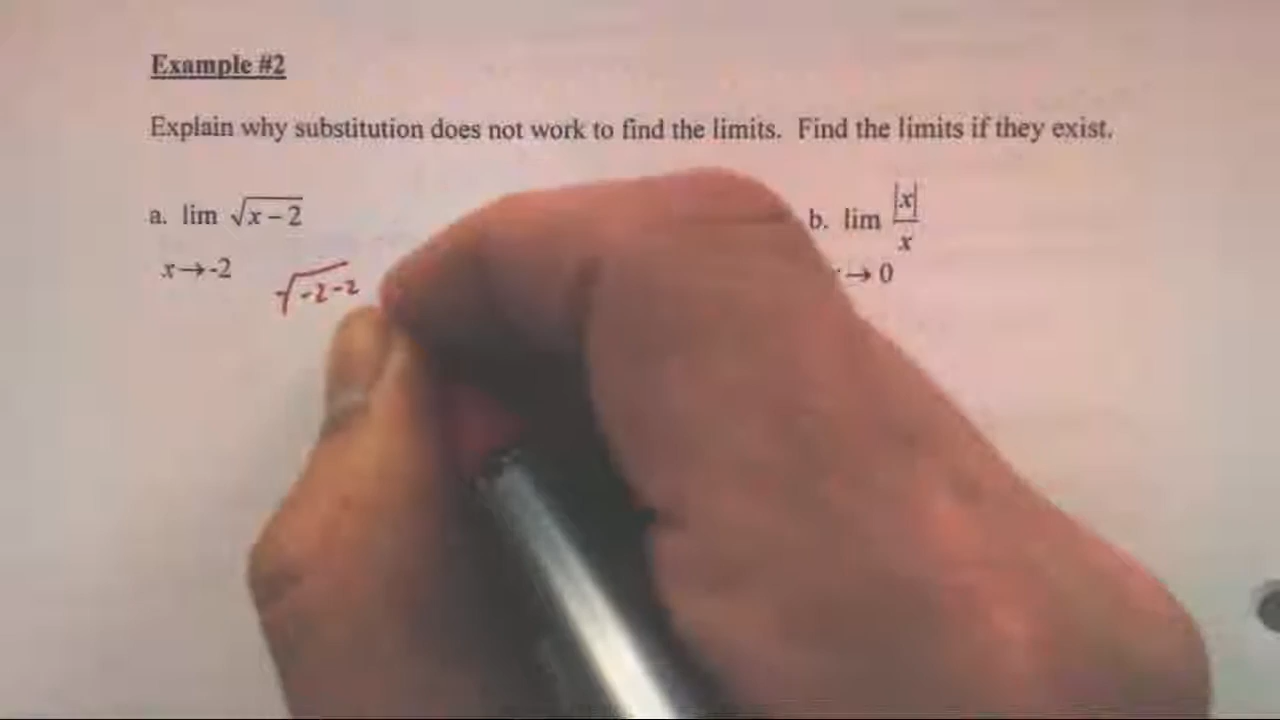 Example #2
Explain why substitution does not work to find the limits. Find the limits if they exist.
a. lim √x-2
x→-2
√-2-2
b. lim |x|/x
→0